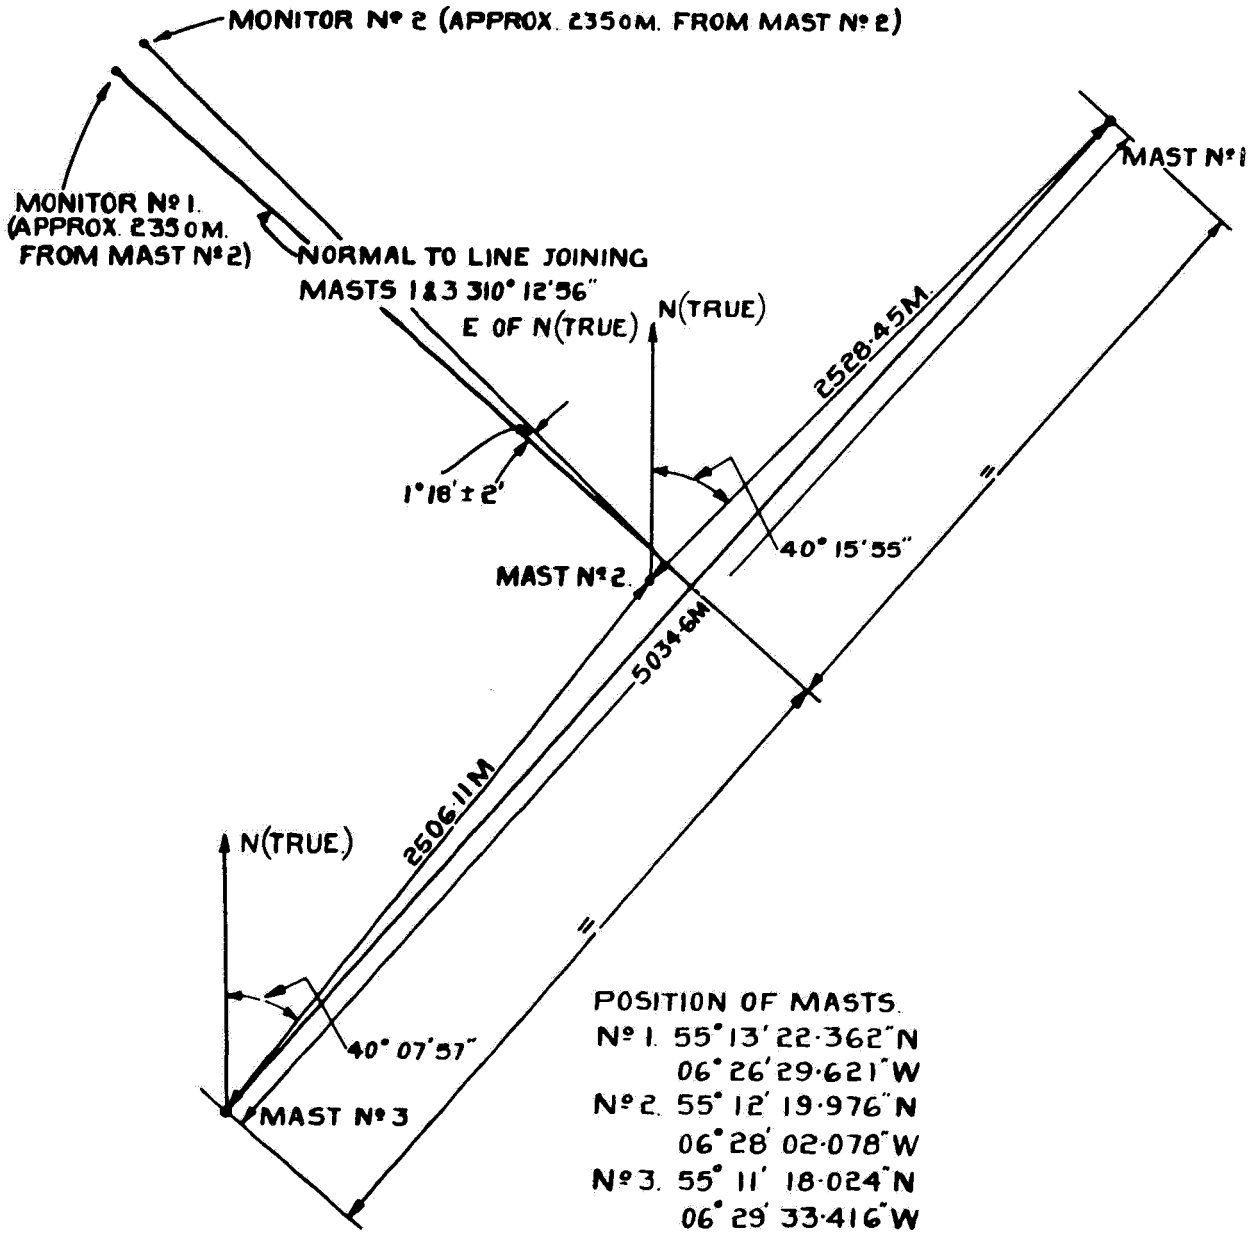 MONITOR Nº 2 (APPROX. 2350M. FROM MAST Nº 2)
MAST Nº 1
MONITOR Nº 1.
(APPROX. 2350M.
FROM MAST Nº 2)
NORMAL TO LINE JOINING
MASTS 1 & 3 310° 12' 56"
E OF N(TRUE)
N(TRUE)
2528·45M.
1° 18' ± 2'
40° 15' 55"
MAST Nº 2.
5034·6M
2506·11M
N(TRUE.)
40° 07' 57"
MAST Nº 3
POSITION OF MASTS.
Nº 1. 55° 13' 22·362" N
06° 26' 29·621" W
Nº 2. 55° 12' 19·976" N
06° 28' 02·078" W
Nº 3. 55° 11' 18·024" N
06° 29' 33·416" W